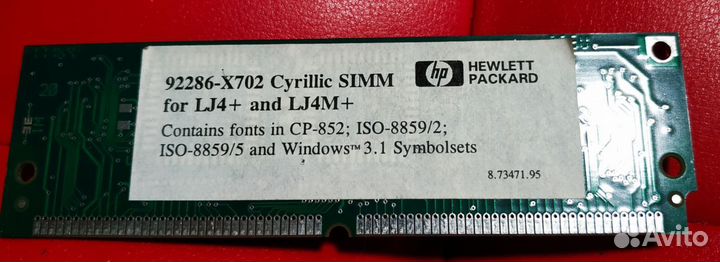 92286-X702 Cyrillic SIMM
for LJ4+ and LJ4M+
hp HEWLETT
PACKARD
Contains fonts in CP-852; ISO-8859/2;
ISO-8859/5 and Windows™ 3.1 Symbolsets
8.73471.95
Avito